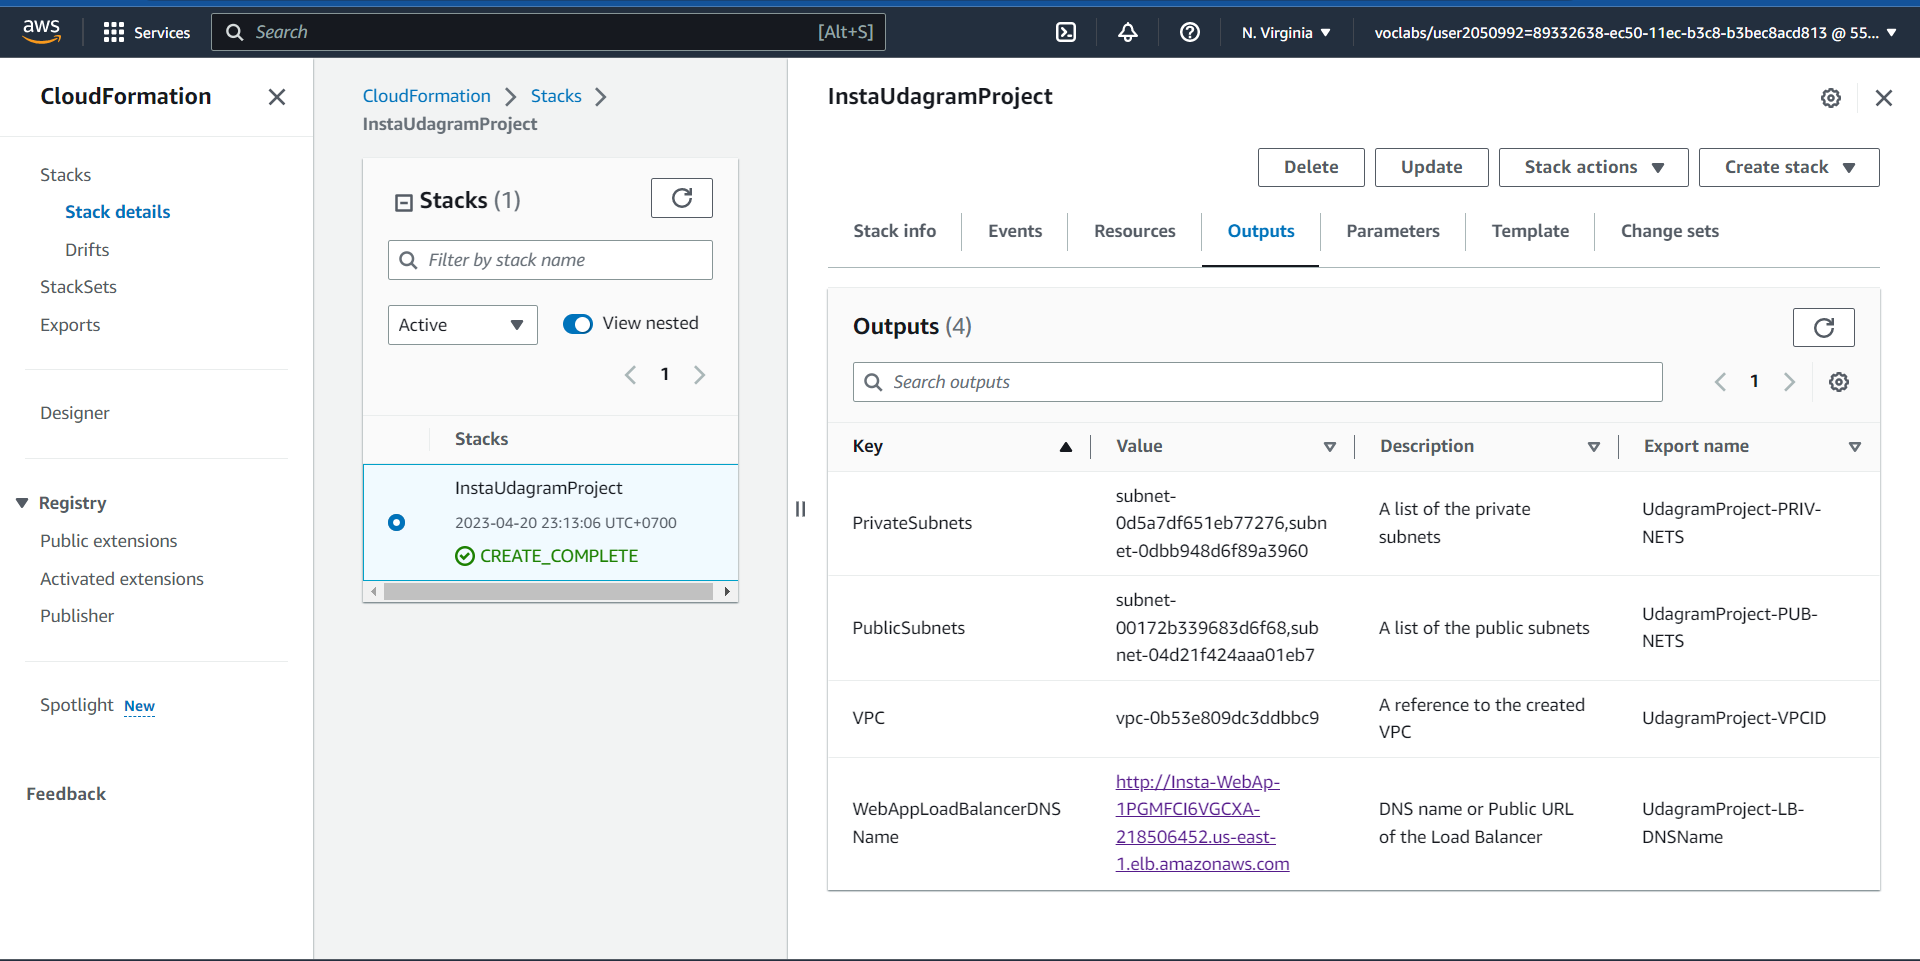 aws
Services
Search
[Alt+S]
N. Virginia
voclabs/user2050992=89332638-ec50-11ec-b3c8-b3bec8acd813 @ 55...
CloudFormation
Stacks
Stack details
Drifts
StackSets
Exports
Designer
Registry
Public extensions
Activated extensions
Publisher
Spotlight New
Feedback
CloudFormation
Stacks
InstaUdagramProject
Stacks (1)
Filter by stack name
Active
View nested
1
Stacks
InstaUdagramProject
2023-04-20 23:13:06 UTC+0700
CREATE_COMPLETE
InstaUdagramProject
Delete
Update
Stack actions
Create stack
Stack info
Events
Resources
Outputs
Parameters
Template
Change sets
Outputs (4)
Search outputs
1
Key
Value
Description
Export name
PrivateSubnets
subnet-
0d5a7df651eb77276,subn
et-0dbb948d6f89a3960
A list of the private
subnets
UdagramProject-PRIV-
NETS
PublicSubnets
subnet-
00172b339683d6f68,sub
net-04d21f424aaa01eb7
A list of the public subnets
UdagramProject-PUB-
NETS
VPC
vpc-0b53e809dc3ddbbc9
A reference to the created
VPC
UdagramProject-VPCID
WebAppLoadBalancerDNS
Name
http://Insta-WebAp-
1PGMFCI6VGCXA-
218506452.us-east-
1.elb.amazonaws.com
DNS name or Public URL
of the Load Balancer
UdagramProject-LB-
DNSName